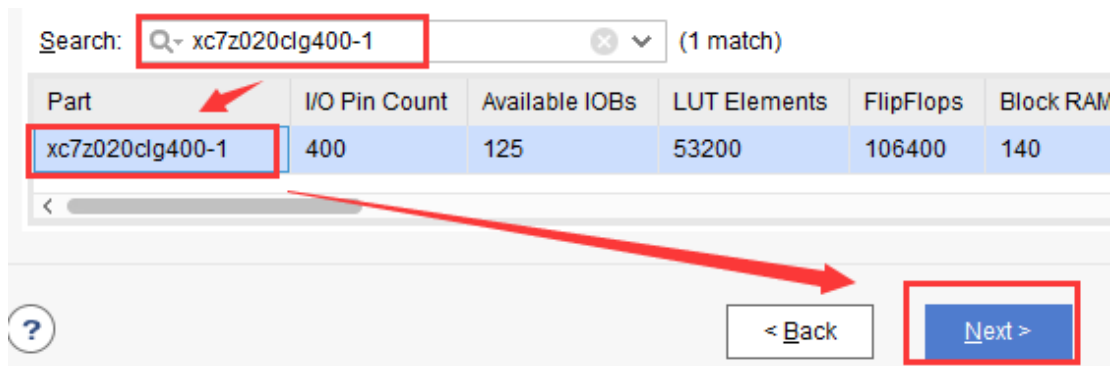 Search: xc7z020clg400-1 (1 match)
Part I/O Pin Count Available IOBs LUT Elements FlipFlops Block RAM
xc7z020clg400-1 400 125 53200 106400 140
?
< Back Next >